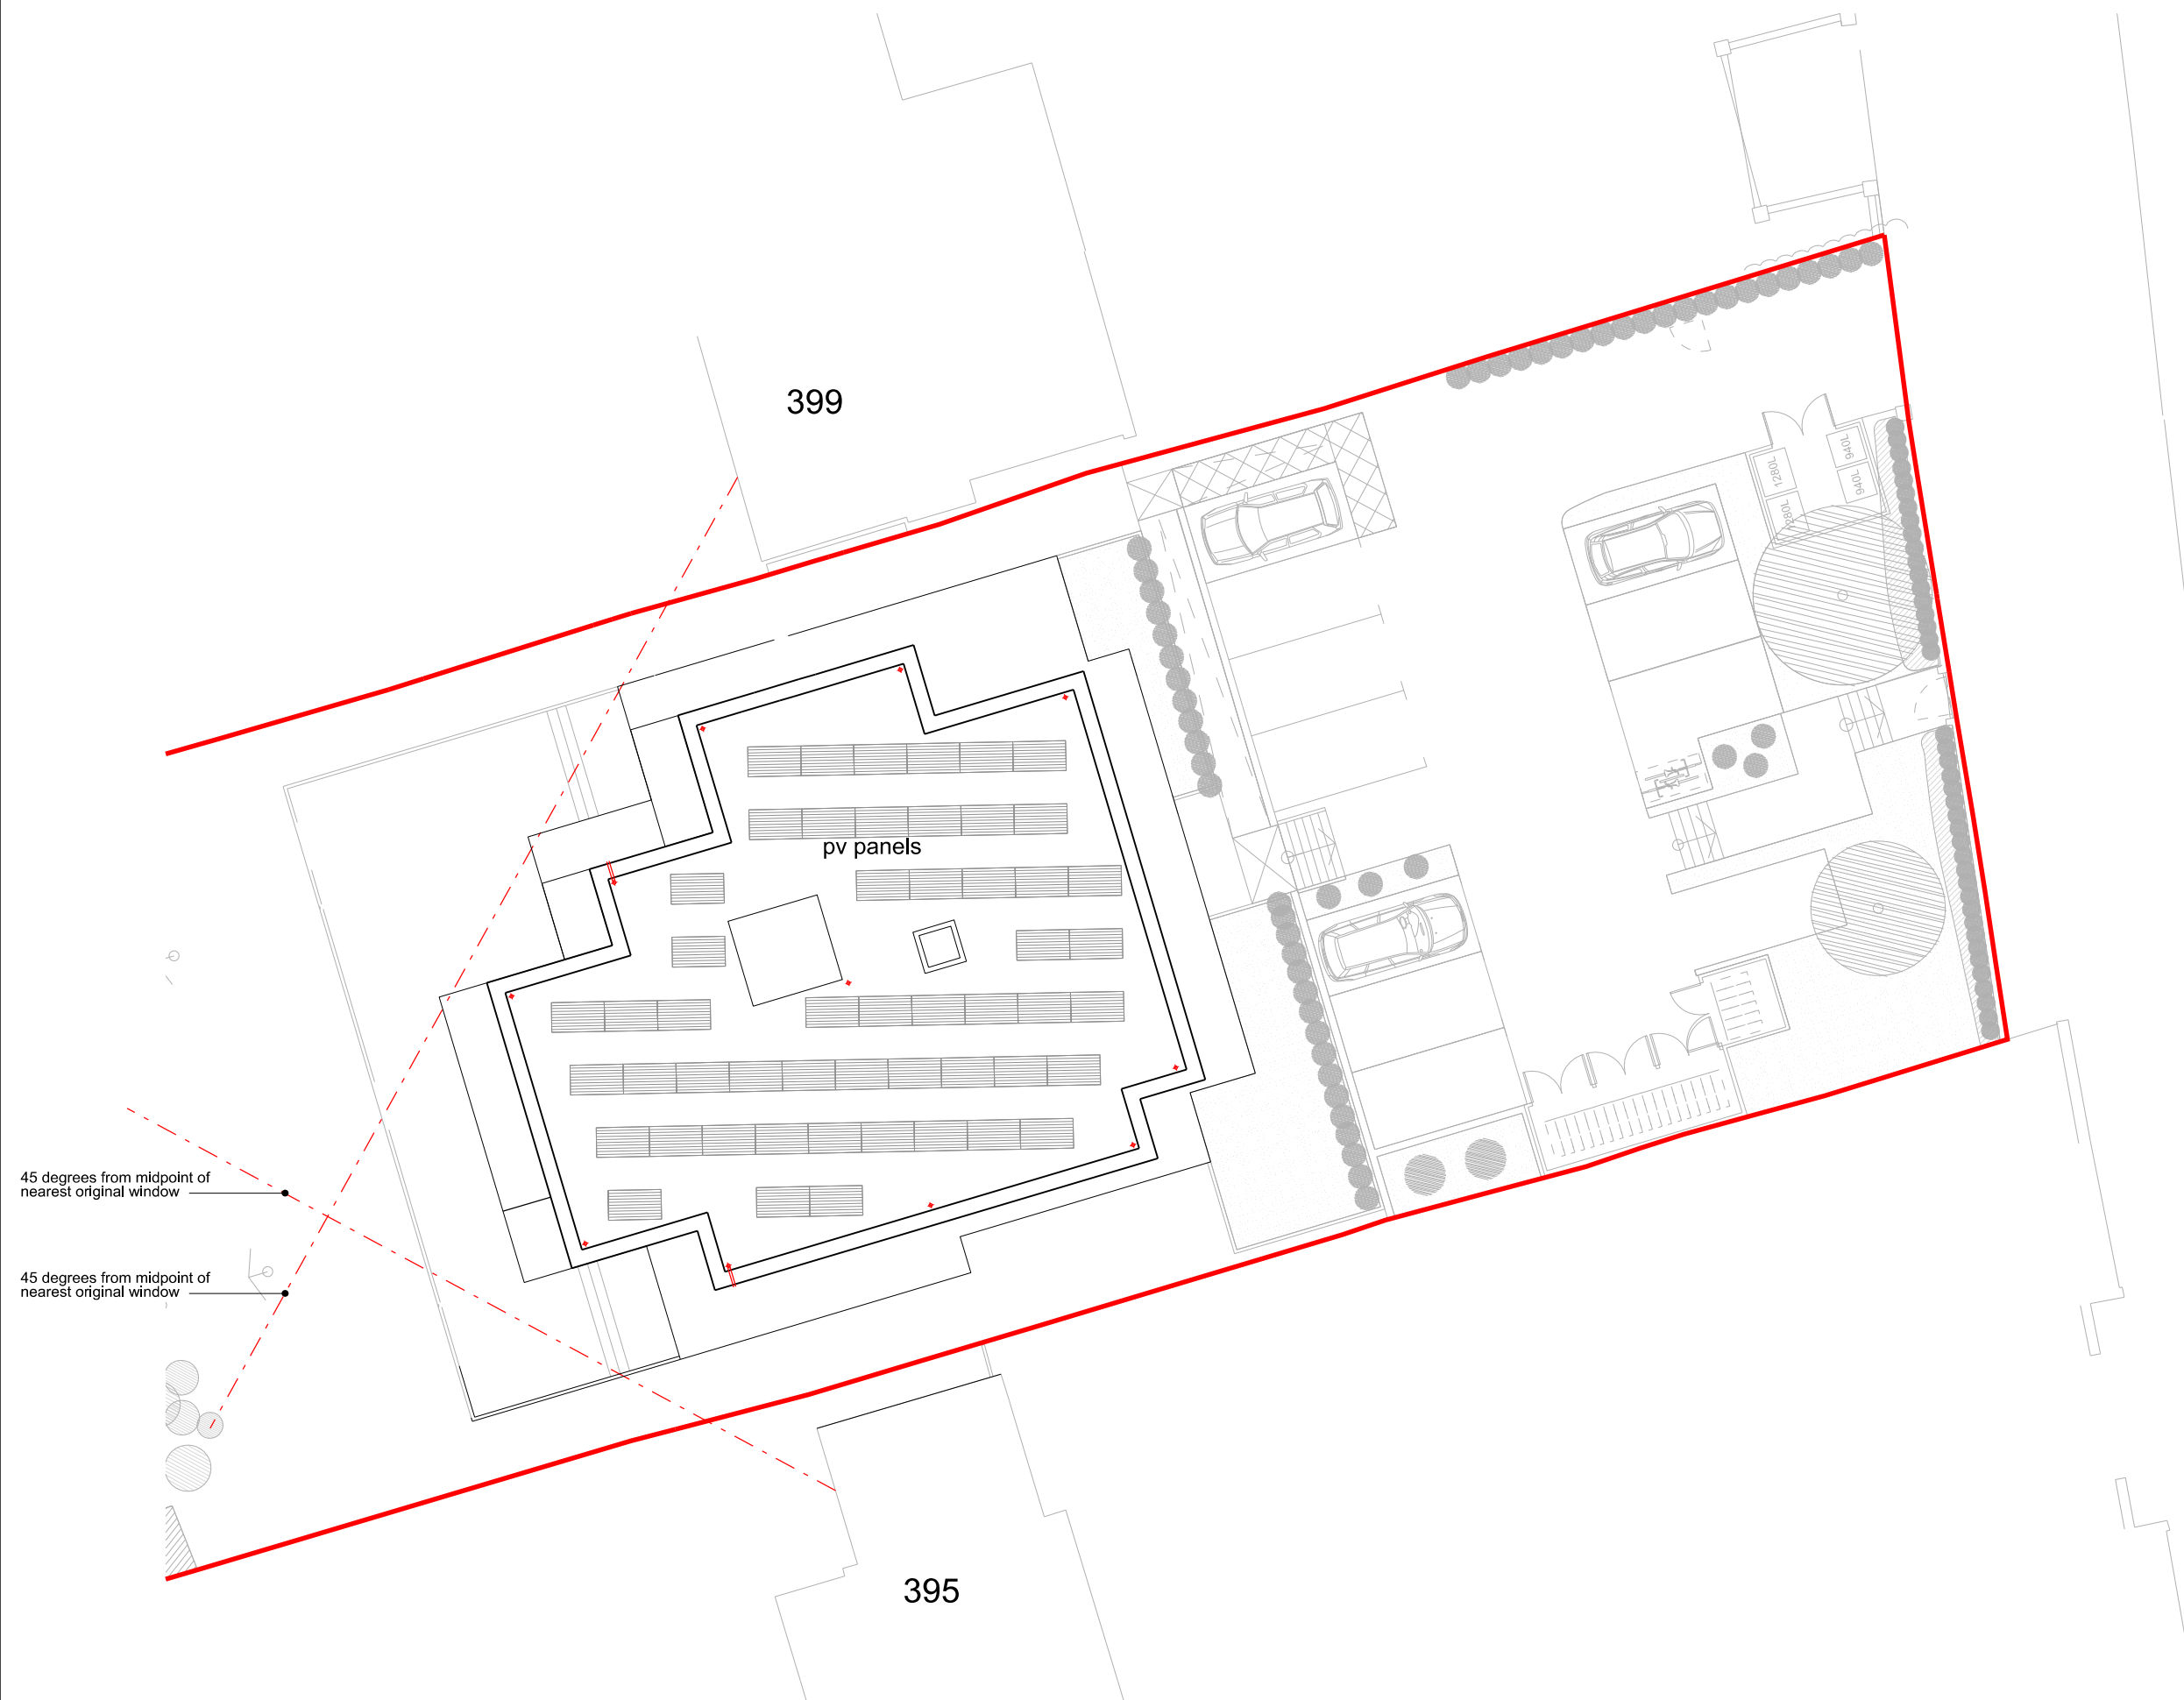 399
1280L
1280L
940L
940L
pv panels
45 degrees from midpoint of
nearest original window
45 degrees from midpoint of
nearest original window
395